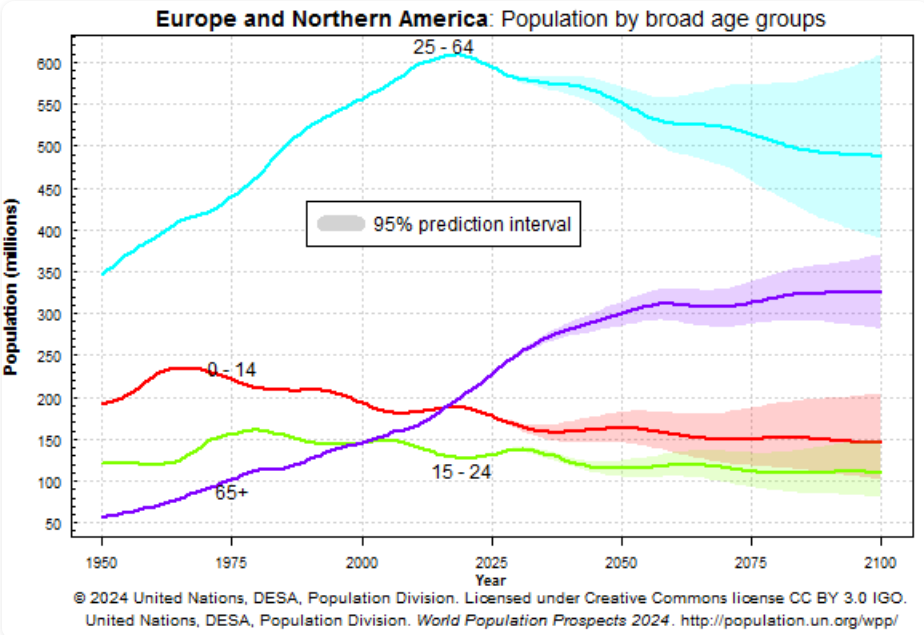 Europe and Northern America: Population by broad age groups
Population (millions)
600
550
500
450
400
350
300
250
200
150
100
50
25 - 64
95% prediction interval
0 - 14
65+
15 - 24
1950
1975
2000
2025
2050
2075
2100
Year
© 2024 United Nations, DESA, Population Division. Licensed under Creative Commons license CC BY 3.0 IGO.
United Nations, DESA, Population Division. World Population Prospects 2024. http://population.un.org/wpp/